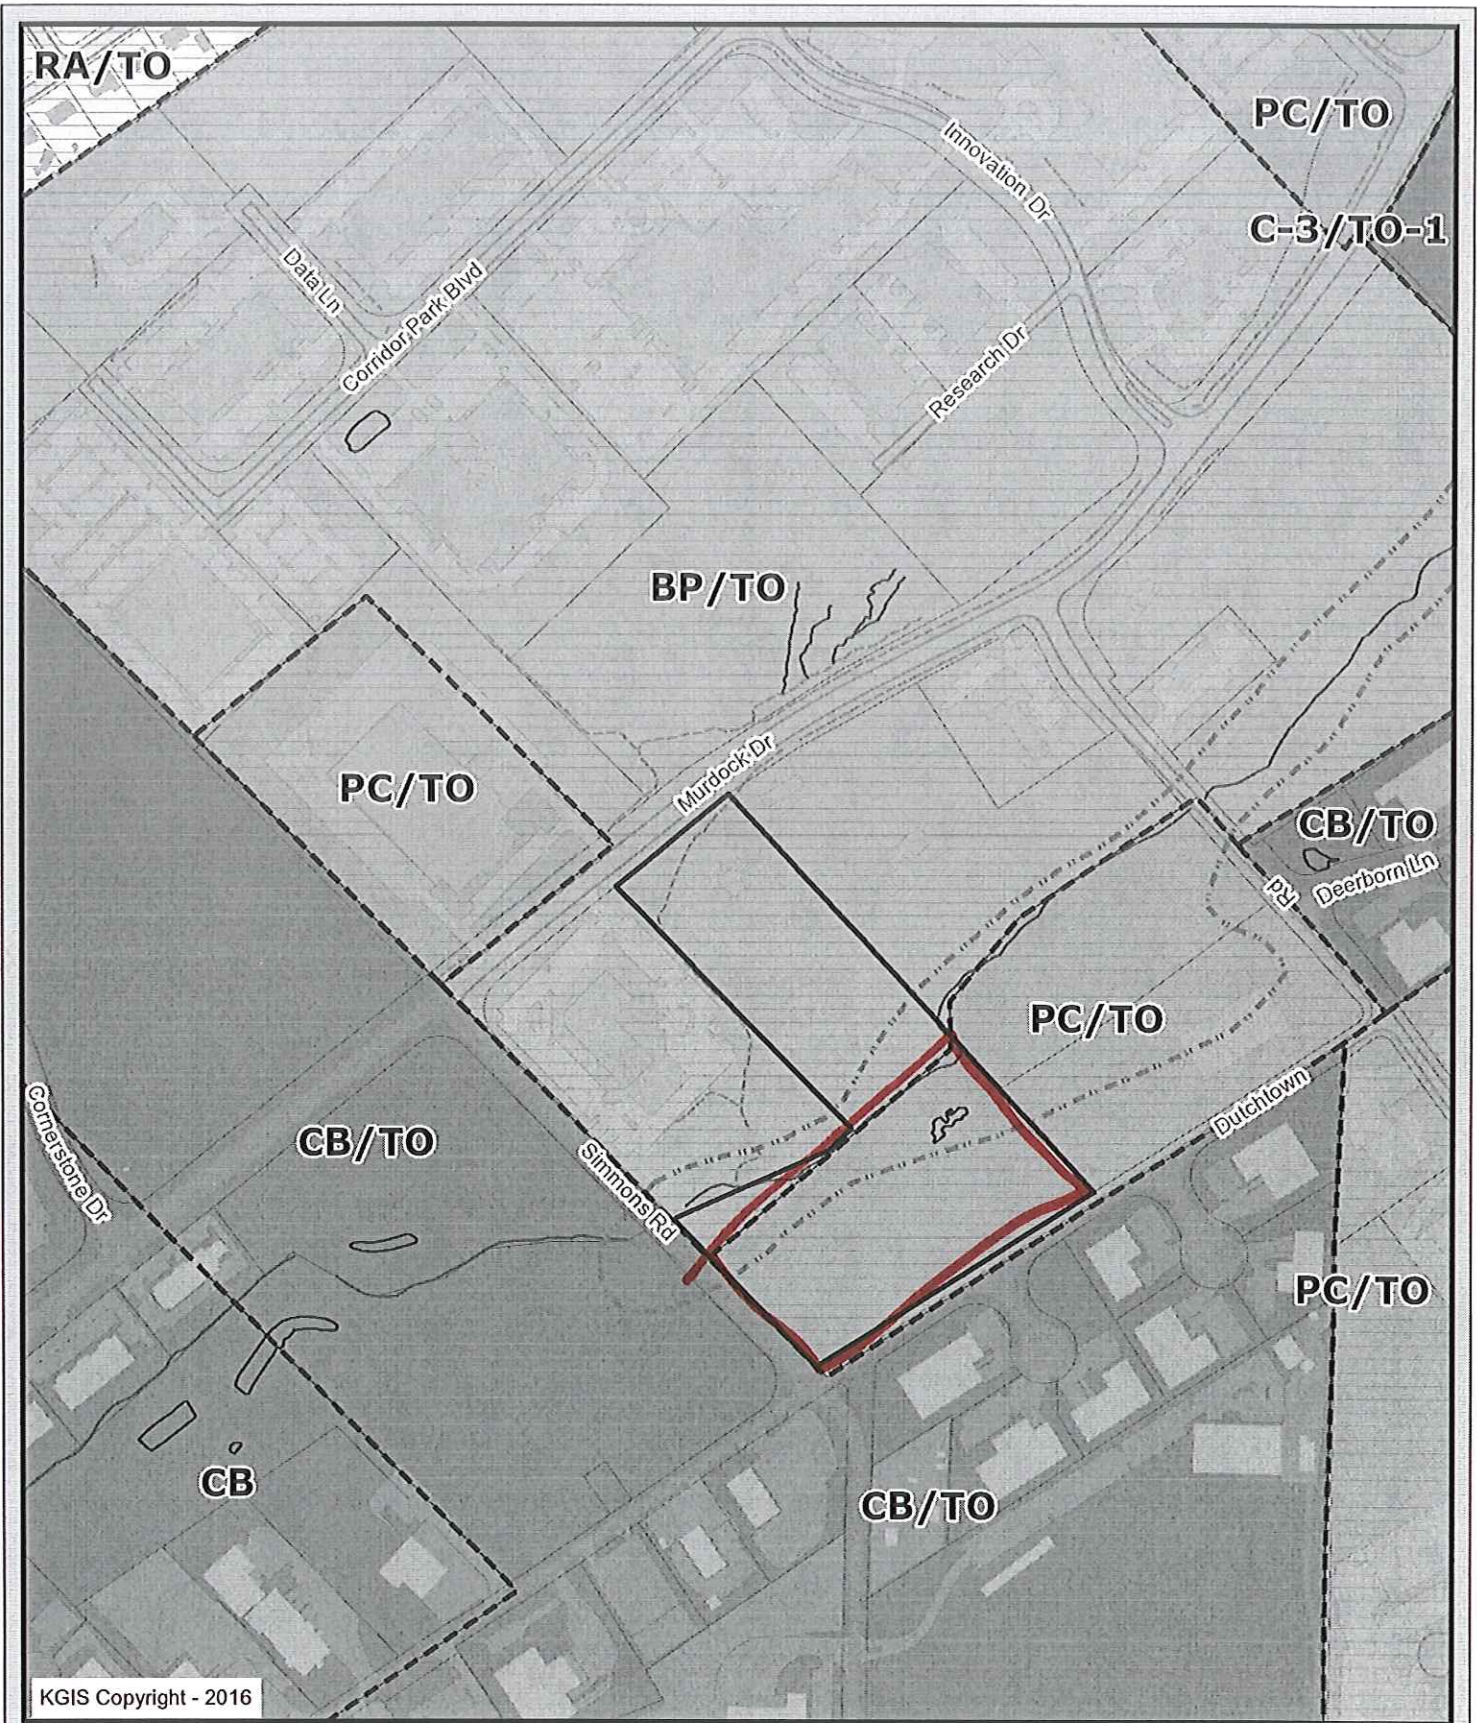 RA/TO
PC/TO
Innovation Dr
C-3/TO-1
Data Ln
Corridor Park Blvd
Research Dr
BP/TO
Murdock Dr
PC/TO
CB/TO
Deerborn Ln
Rd
PC/TO
Dutchtown
Cornerstone Dr
CB/TO
Simmons Rd
PC/TO
CB
CB/TO
KGIS Copyright - 2016